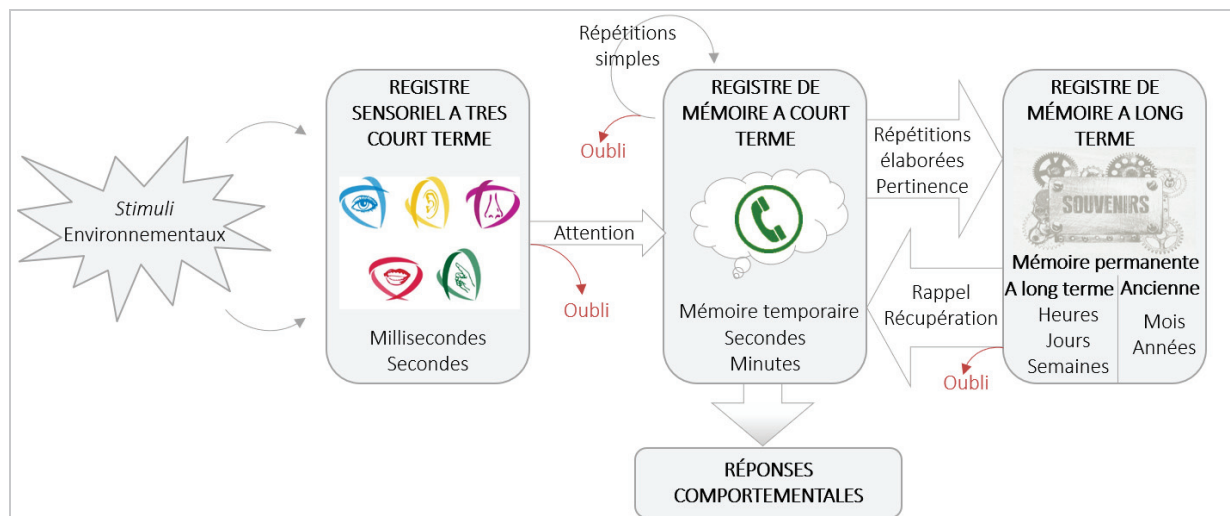 Stimuli
Environnementaux
REGISTRE
SENSORIEL A TRES
COURT TERME
Millisecondes
Secondes
Attention
Oubli
Répétitions
simples
Oubli
REGISTRE DE
MÉMOIRE A COURT
TERME
Mémoire temporaire
Secondes
Minutes
Répétitions
élaborées
Pertinence
Rappel
Récupération
Oubli
REGISTRE DE
MÉMOIRE A LONG
TERME
SOUVENIRS
Mémoire permanente
A long terme
Heures
Jours
Semaines
Ancienne
Mois
Années
RÉPONSES
COMPORTEMENTALES